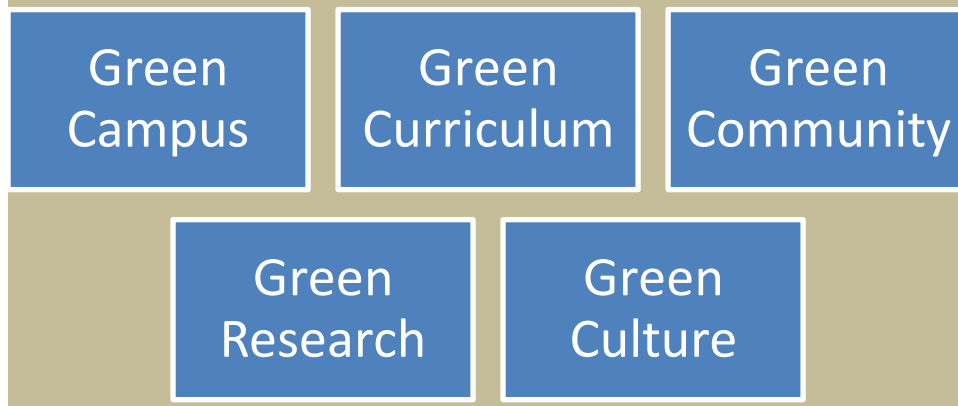 Green
Campus
Green
Curriculum
Green
Community
Green
Research
Green
Culture